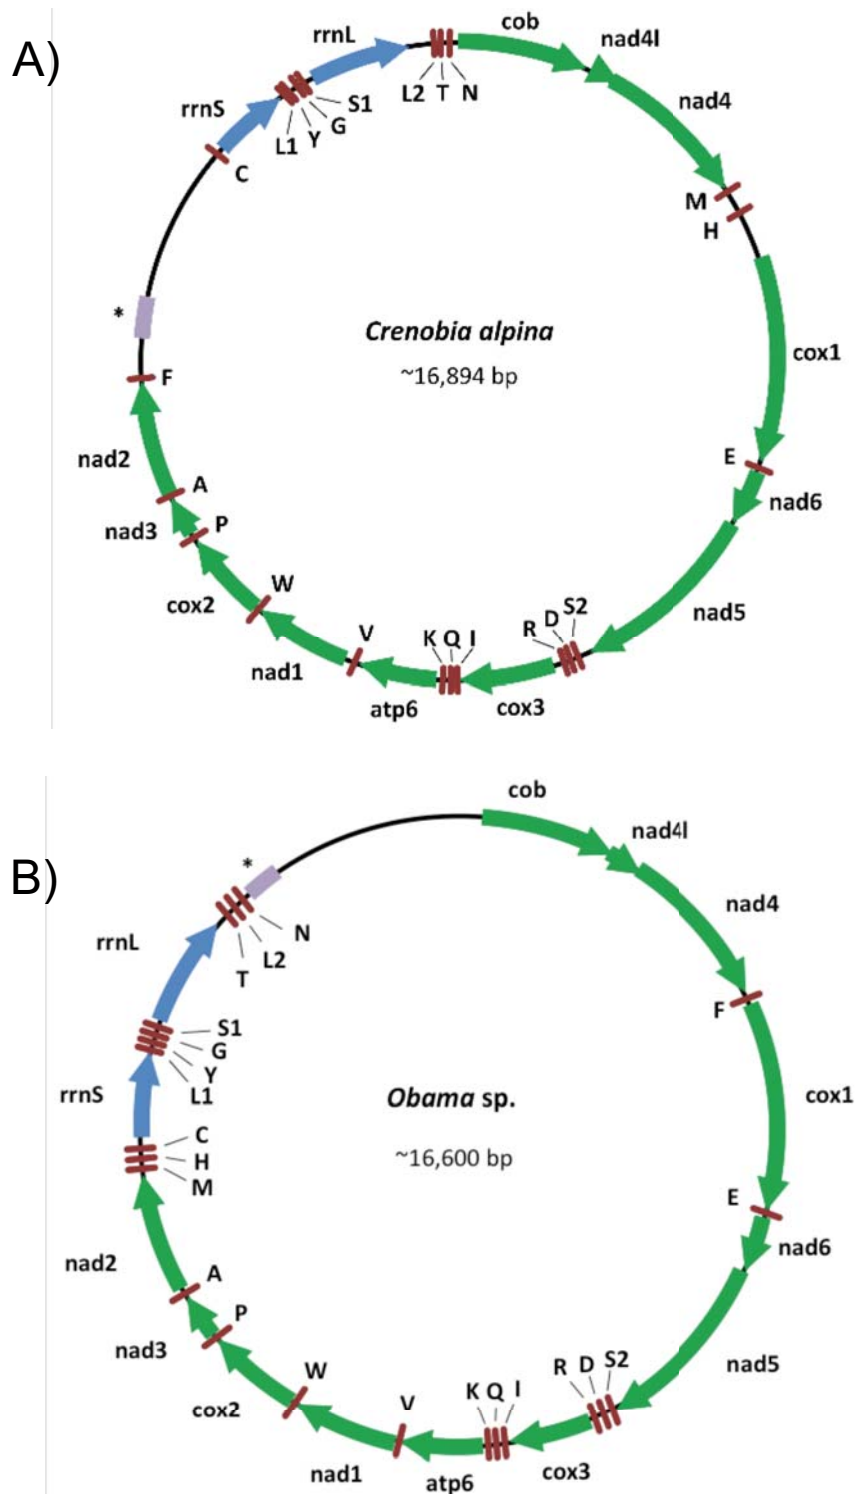 A)
cob
nad4l
nad4
M
H
cox1
E
nad6
nad5
S2
D
R
cox3
I
Q
K
atp6
V
nad1
W
cox2
P
nad3
A
nad2
F
*
C
rrnS
L1
Y
G
S1
rrnL
L2 T N
Crenobia alpina
~16,894 bp
B)
cob
nad4l
nad4
F
cox1
E
nad6
nad5
S2
D
R
cox3
I
Q
K
atp6
V
nad1
W
cox2
P
nad3
A
nad2
M
H
C
rrnS
L1
Y
G
S1
rrnL
T
L2
N
*
Obama sp.
~16,600 bp